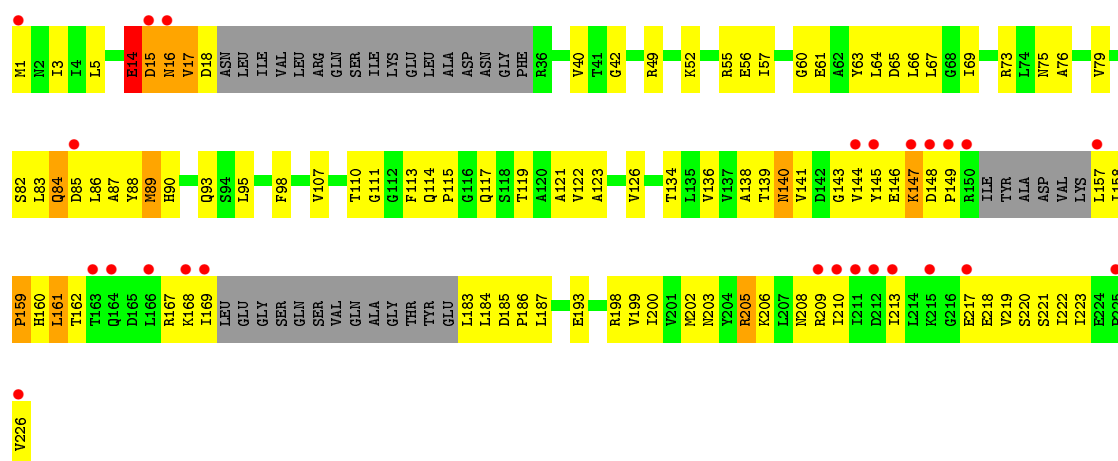 M1 N2 I3 I4 L5 E14 D15 N16 V17 D18 ASN LEU ILE VAL LEU ARG GLN SER ILE LYS GLU LEU ALA ASP ASN GLY PHE R36 V40 T41 G42 R49 K52 R55 E56 I57 G60 E61 A62 Y63 L64 D65 L66 L67 G68 I69 R73 L74 N75 A76 V79
S82 L83 Q84 D85 L86 A87 Y88 M89 H90 Q93 S94 L95 F98 V107 T110 G111 G112 F113 Q114 P115 G116 Q117 S118 T119 A120 A121 V122 A123 V126 T134 L135 V136 V137 A138 T139 N140 V141 D142 G143 V144 Y145 E146 K147 D148 P149 R150 ILE TYR ALA ASP VAL LYS L157 I158
P159 H160 L161 T162 T163 Q164 D165 L166 R167 K168 I169 LEU GLU GLY SER GLN SER VAL GLN ALA GLY THR TYR GLU L183 L184 D185 P186 L187 E193 R198 V199 I200 V201 M202 N203 Y204 R205 K206 L207 N208 R209 I210 I211 D212 I213 L214 K215 G216 E217 E218 V219 S220 S221 I222 I223 E224
V226